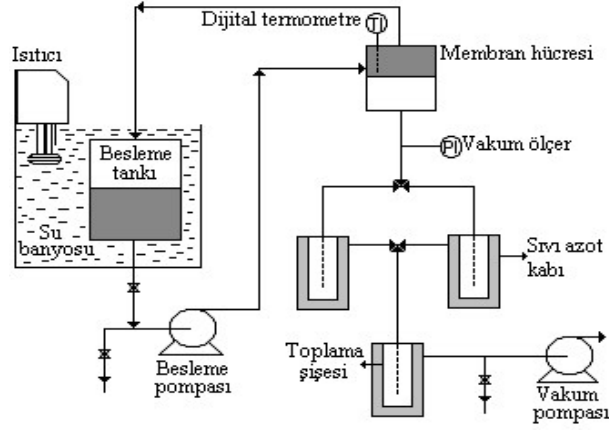 Dijital termometre
TI
Isıtıcı
Membran hücresi
Besleme
tankı
PI
Vakum ölçer
Su
banyosu
Sıvı azot
kabı
Toplama
şişesi
Besleme
pompası
Vakum
pompası